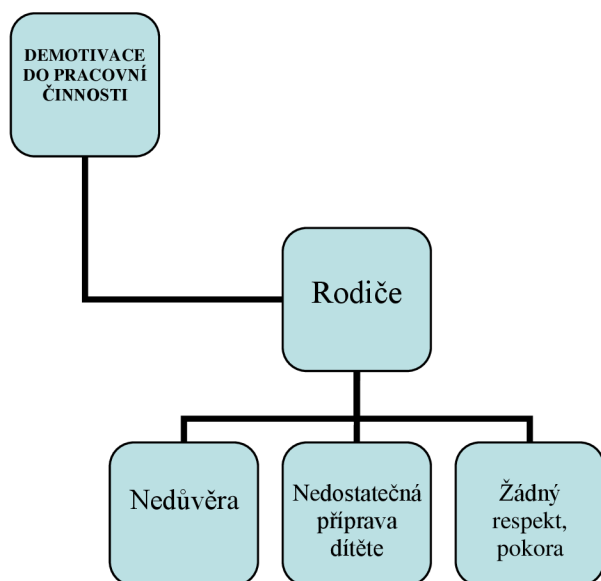 DEMOTIVACE
DO PRACOVNÍ
ČINNOSTI
Rodiče
Nedůvěra
Nedostatečná
příprava
dítěte
Žádný
respekt,
pokora